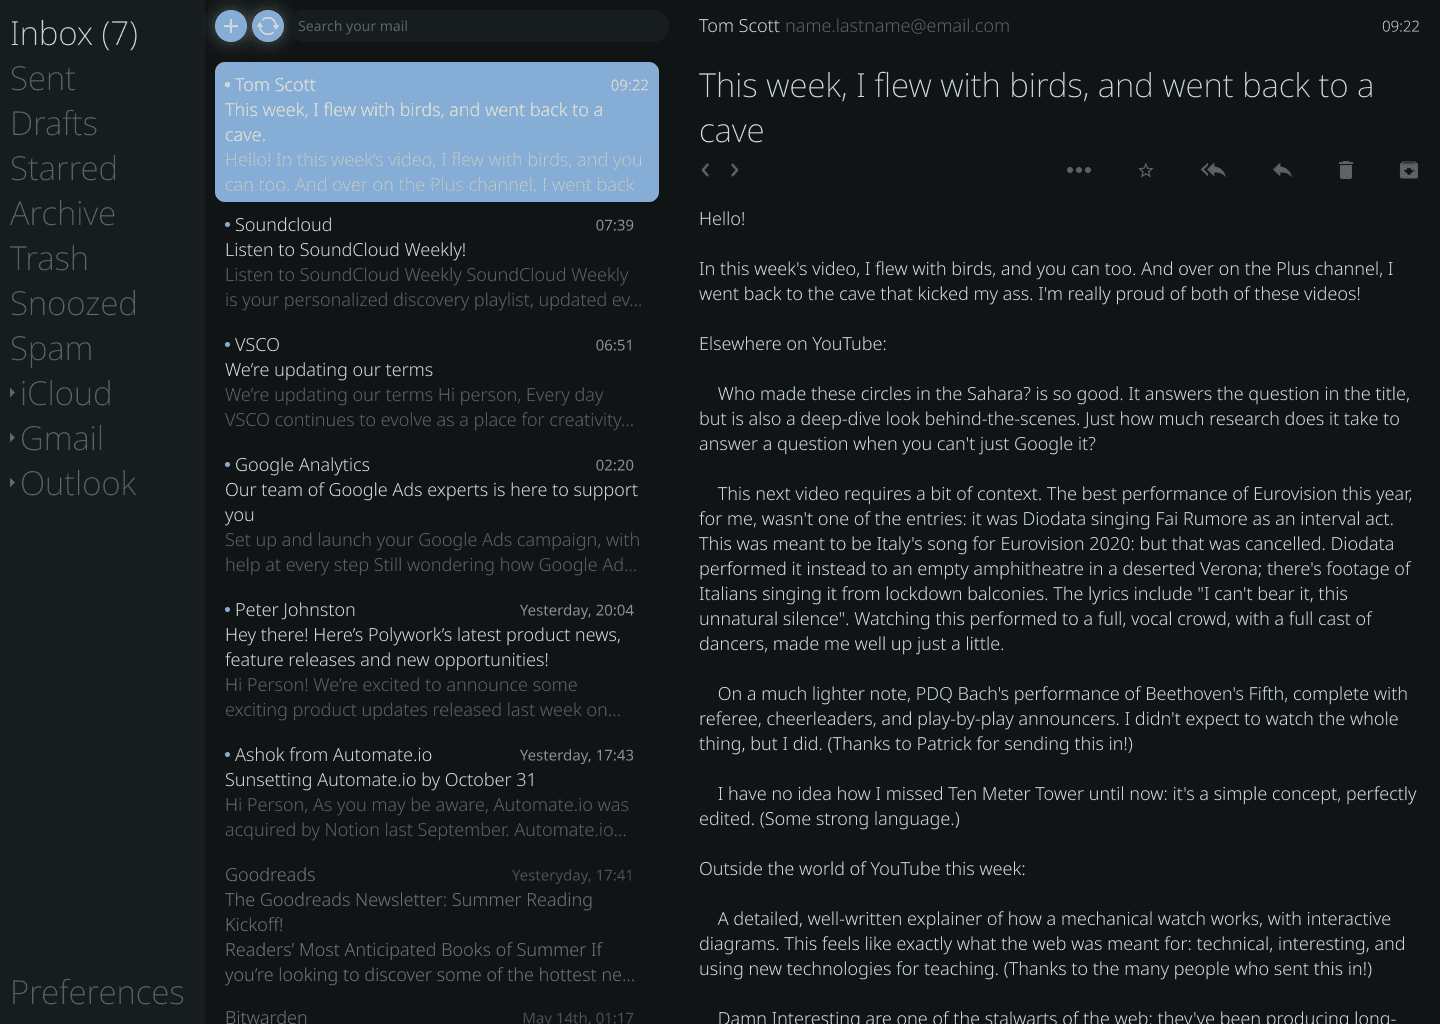 Inbox (7)
Sent
Drafts
Starred
Archive
Trash
Snoozed
Spam
iCloud
Gmail
Outlook
Preferences
Search your mail
Tom Scott 09:22
This week, I flew with birds, and went back to a
cave.
Hello! In this week's video, I flew with birds, and you
can too. And over on the Plus channel, I went back
Soundcloud 07:39
Listen to SoundCloud Weekly!
Listen to SoundCloud Weekly SoundCloud Weekly
is your personalized discovery playlist, updated ev...
VSCO 06:51
We're updating our terms
We're updating our terms Hi person, Every day
VSCO continues to evolve as a place for creativity...
Google Analytics 02:20
Our team of Google Ads experts is here to support
you
Set up and launch your Google Ads campaign, with
help at every step Still wondering how Google Ad...
Peter Johnston Yesterday, 20:04
Hey there! Here's Polywork's latest product news,
feature releases and new opportunities!
Hi Person! We're excited to announce some
exciting product updates released last week on...
Ashok from Automate.io Yesterday, 17:43
Sunsetting Automate.io by October 31
Hi Person, As you may be aware, Automate.io was
acquired by Notion last September. Automate.io...
Goodreads Yesteryday, 17:41
The Goodreads Newsletter: Summer Reading
Kickoff!
Readers' Most Anticipated Books of Summer If
you're looking to discover some of the hottest ne...
Bitwarden May 14th, 01:17
Tom Scott name.lastname@email.com 09:22
This week, I flew with birds, and went back to a
cave
Hello!
In this week's video, I flew with birds, and you can too. And over on the Plus channel, I
went back to the cave that kicked my ass. I'm really proud of both of these videos!
Elsewhere on YouTube:
Who made these circles in the Sahara? is so good. It answers the question in the title,
but is also a deep-dive look behind-the-scenes. Just how much research does it take to
answer a question when you can't just Google it?
This next video requires a bit of context. The best performance of Eurovision this year,
for me, wasn't one of the entries: it was Diodata singing Fai Rumore as an interval act.
This was meant to be Italy's song for Eurovision 2020: but that was cancelled. Diodata
performed it instead to an empty amphitheatre in a deserted Verona; there's footage of
Italians singing it from lockdown balconies. The lyrics include "I can't bear it, this
unnatural silence". Watching this performed to a full, vocal crowd, with a full cast of
dancers, made me well up just a little.
On a much lighter note, PDQ Bach's performance of Beethoven's Fifth, complete with
referee, cheerleaders, and play-by-play announcers. I didn't expect to watch the whole
thing, but I did. (Thanks to Patrick for sending this in!)
I have no idea how I missed Ten Meter Tower until now: it's a simple concept, perfectly
edited. (Some strong language.)
Outside the world of YouTube this week:
A detailed, well-written explainer of how a mechanical watch works, with interactive
diagrams. This feels like exactly what the web was meant for: technical, interesting, and
using new technologies for teaching. (Thanks to the many people who sent this in!)
Damn Interesting are one of the stalwarts of the web: they've been producing long-